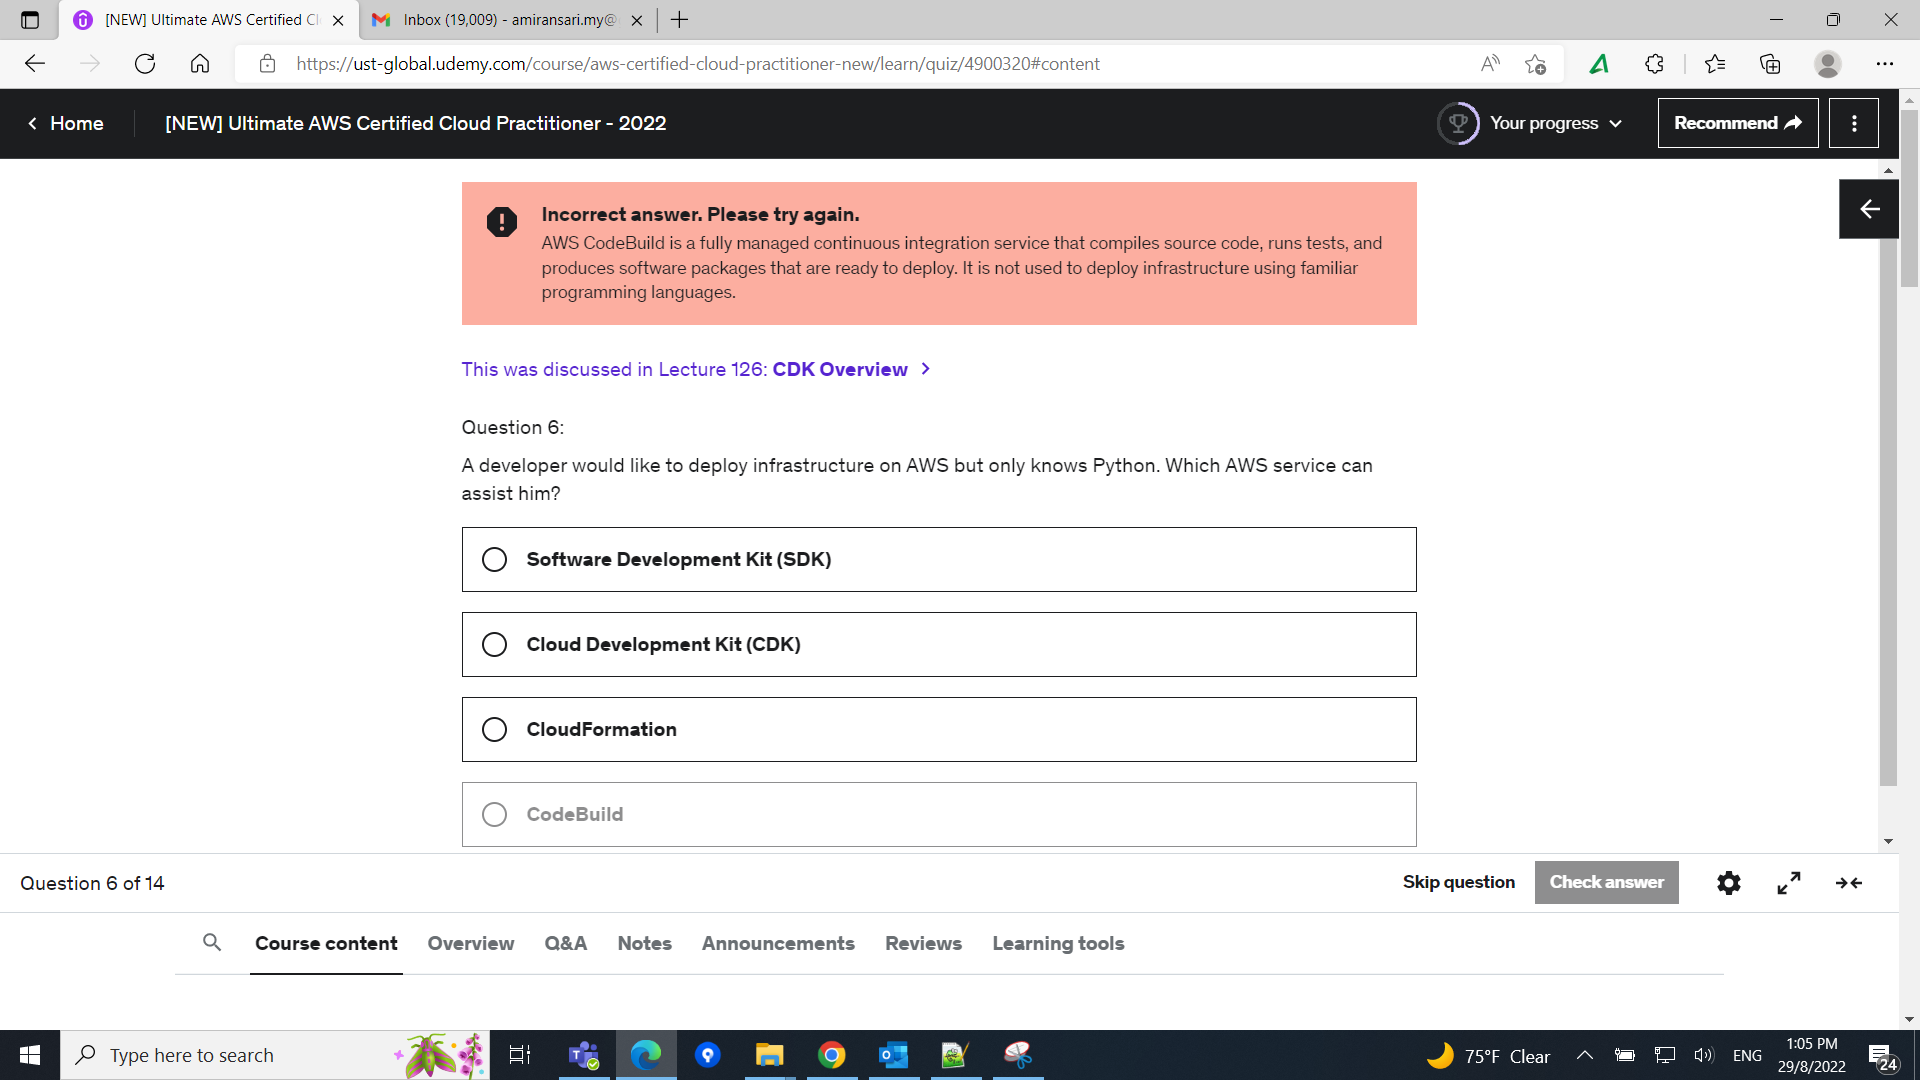 [NEW] Ultimate AWS Certified Cl
Inbox (19,009) - amiransari.my@
https://ust-global.udemy.com/course/aws-certified-cloud-practitioner-new/learn/quiz/4900320#content
Home
[NEW] Ultimate AWS Certified Cloud Practitioner - 2022
Your progress
Recommend
Incorrect answer. Please try again.
AWS CodeBuild is a fully managed continuous integration service that compiles source code, runs tests, and
produces software packages that are ready to deploy. It is not used to deploy infrastructure using familiar
programming languages.
This was discussed in Lecture 126: CDK Overview
Question 6:
A developer would like to deploy infrastructure on AWS but only knows Python. Which AWS service can
assist him?
Software Development Kit (SDK)
Cloud Development Kit (CDK)
CloudFormation
CodeBuild
Question 6 of 14
Skip question
Check answer
Course content
Overview
Q&A
Notes
Announcements
Reviews
Learning tools
Type here to search
75°F Clear
ENG
1:05 PM
29/8/2022
24